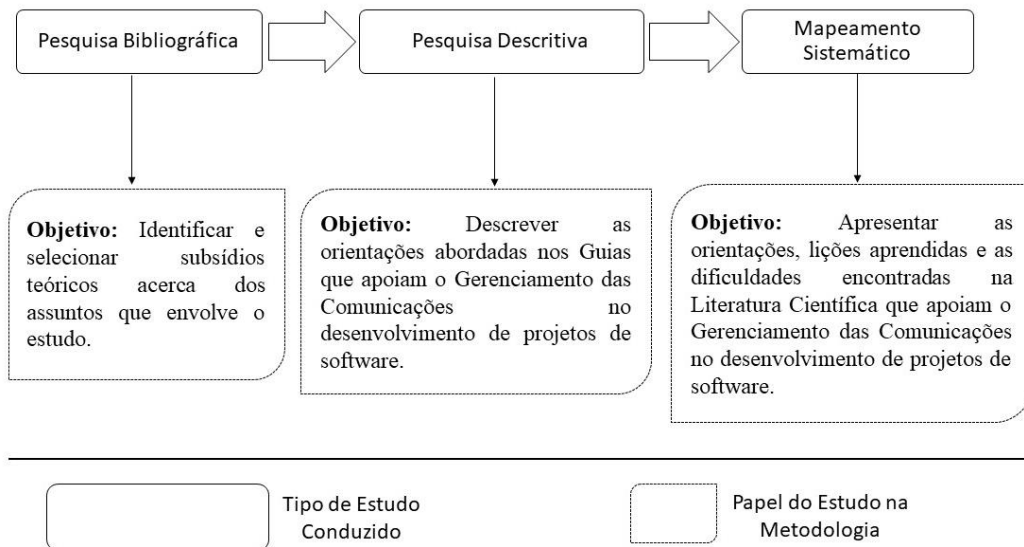 Pesquisa Bibliográfica
Pesquisa Descritiva
Mapeamento
Sistemático
Objetivo: Identificar e
selecionar subsídios
teóricos acerca dos
assuntos que envolve o
estudo.
Objetivo: Descrever as
orientações abordadas nos Guias
que apoiam o Gerenciamento das
Comunicações no
desenvolvimento de projetos de
software.
Objetivo: Apresentar as
orientações, lições aprendidas e as
dificuldades encontradas na
Literatura Científica que apoiam o
Gerenciamento das Comunicações
no desenvolvimento de projetos de
software.
Tipo de Estudo
Conduzido
Papel do Estudo na
Metodologia